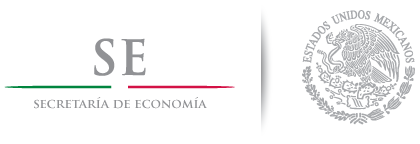 SE
SECRETARÍA DE ECONOMÍA
ESTADOS UNIDOS MEXICANOS